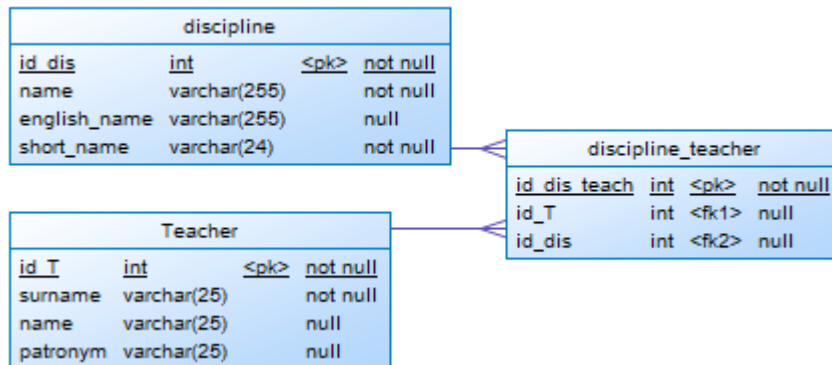 discipline
id_dis int <pk> not null
name varchar(255) not null
english_name varchar(255) null
short_name varchar(24) not null
discipline_teacher
id_dis_teach int <pk> not null
id_T int <fk1> null
id_dis int <fk2> null
Teacher
id_T int <pk> not null
surname varchar(25) not null
name varchar(25) null
patronym varchar(25) null